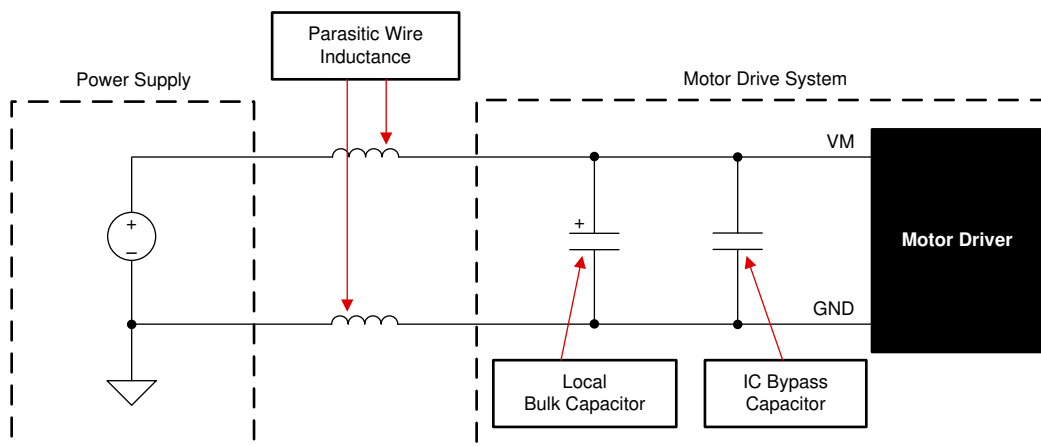 Parasitic Wire
Inductance
Power Supply
Motor Drive System
VM
+
–
+
Motor Driver
GND
Local
Bulk Capacitor
IC Bypass
Capacitor